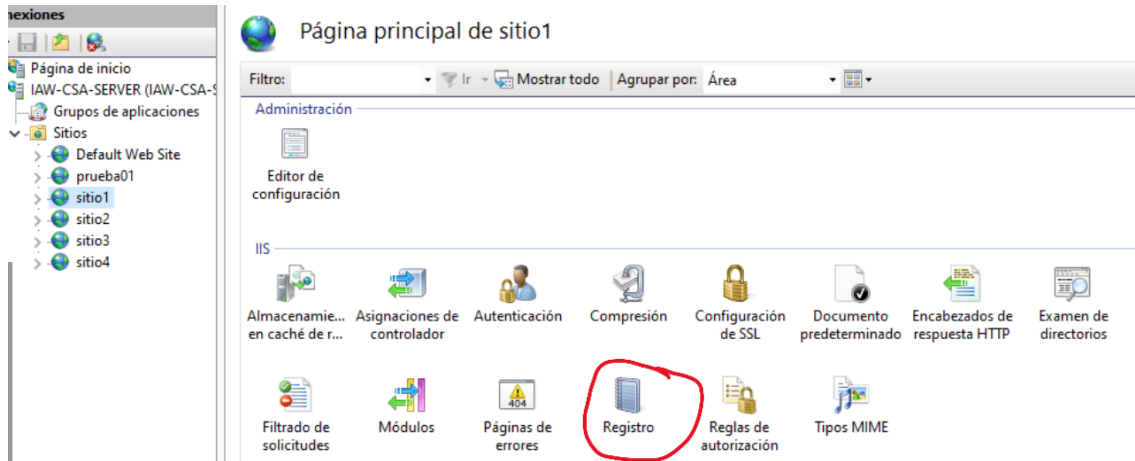 nexiones
Página de inicio
IAW-CSA-SERVER (IAW-CSA-S
Grupos de aplicaciones
Sitios
Default Web Site
prueba01
sitio1
sitio2
sitio3
sitio4
Página principal de sitio1
Filtro:
Ir
Mostrar todo
Agrupar por:
Área
Administración
Editor de
configuración
IIS
Almacenamie...
en caché de r...
Asignaciones de
controlador
Autenticación
Compresión
Configuración
de SSL
Documento
predeterminado
Encabezados de
respuesta HTTP
Examen de
directorios
Filtrado de
solicitudes
Módulos
404
Páginas de
errores
Registro
Reglas de
autorización
Tipos MIME